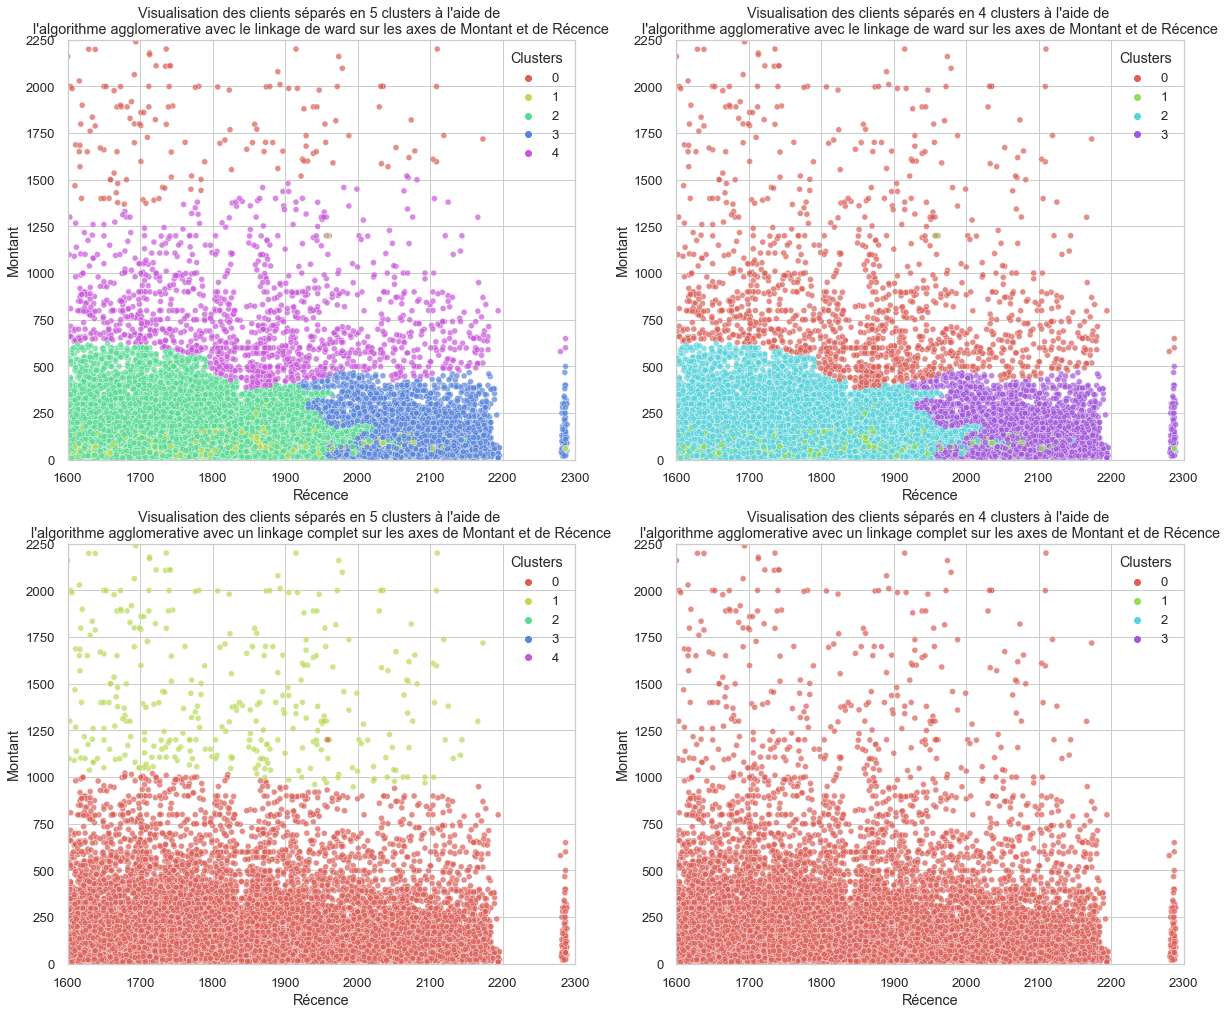 Visualisation des clients séparés en 5 clusters à l'aide de
l'algorithme agglomerative avec le linkage de ward sur les axes de Montant et de Récence
Clusters
0
1
2
3
4
2250
2000
1750
1500
1250
1000
750
500
250
0
Montant
1600 1700 1800 1900 2000 2100 2200 2300
Récence
Visualisation des clients séparés en 4 clusters à l'aide de
l'algorithme agglomerative avec le linkage de ward sur les axes de Montant et de Récence
Clusters
0
1
2
3
2250
2000
1750
1500
1250
1000
750
500
250
0
Montant
1600 1700 1800 1900 2000 2100 2200 2300
Récence
Visualisation des clients séparés en 5 clusters à l'aide de
l'algorithme agglomerative avec un linkage complet sur les axes de Montant et de Récence
Clusters
0
1
2
3
4
2250
2000
1750
1500
1250
1000
750
500
250
0
Montant
1600 1700 1800 1900 2000 2100 2200 2300
Récence
Visualisation des clients séparés en 4 clusters à l'aide de
l'algorithme agglomerative avec un linkage complet sur les axes de Montant et de Récence
Clusters
0
1
2
3
2250
2000
1750
1500
1250
1000
750
500
250
0
Montant
1600 1700 1800 1900 2000 2100 2200 2300
Récence